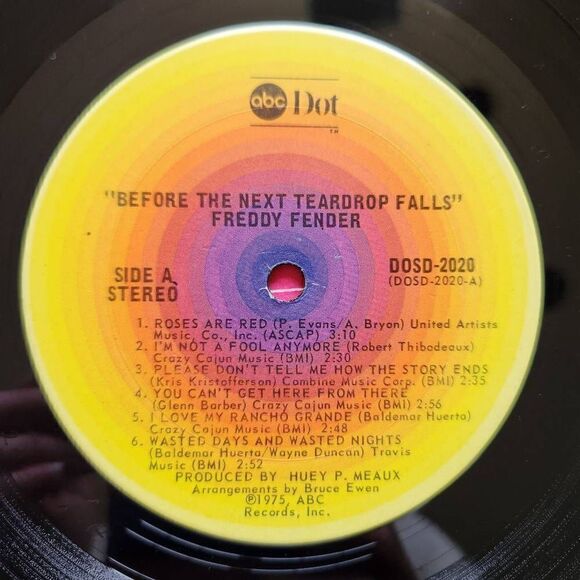 abc Dot
TM
"BEFORE THE NEXT TEARDROP FALLS"
FREDDY FENDER
SIDE A
STEREO
DOSD-2020
(DOSD-2020-A)
1. ROSES ARE RED (P. Evans/A. Bryon) United Artists
Music, Co., Inc. (ASCAP) 3:10
2. I'M NOT A FOOL ANYMORE (Robert Thibodeaux)
Crazy Cajun Music (BMI) 2:30
3. PLEASE DON'T TELL ME HOW THE STORY ENDS
(Kris Kristofferson) Combine Music Corp. (BMI) 2:35
4. YOU CAN'T GET HERE FROM THERE
(Glenn Barber) Crazy Cajun Music (BMI) 2:56
5. I LOVE MY RANCHO GRANDE (Baldemar Huerta)
Crazy Cajun Music (BMI) 2:48
6. WASTED DAYS AND WASTED NIGHTS
(Baldemar Huerta/Wayne Duncan) Travis
Music (BMI) 2:52
PRODUCED BY HUEY P. MEAUX
Arrangements by Bruce Ewen
℗1975, ABC
Records, Inc.